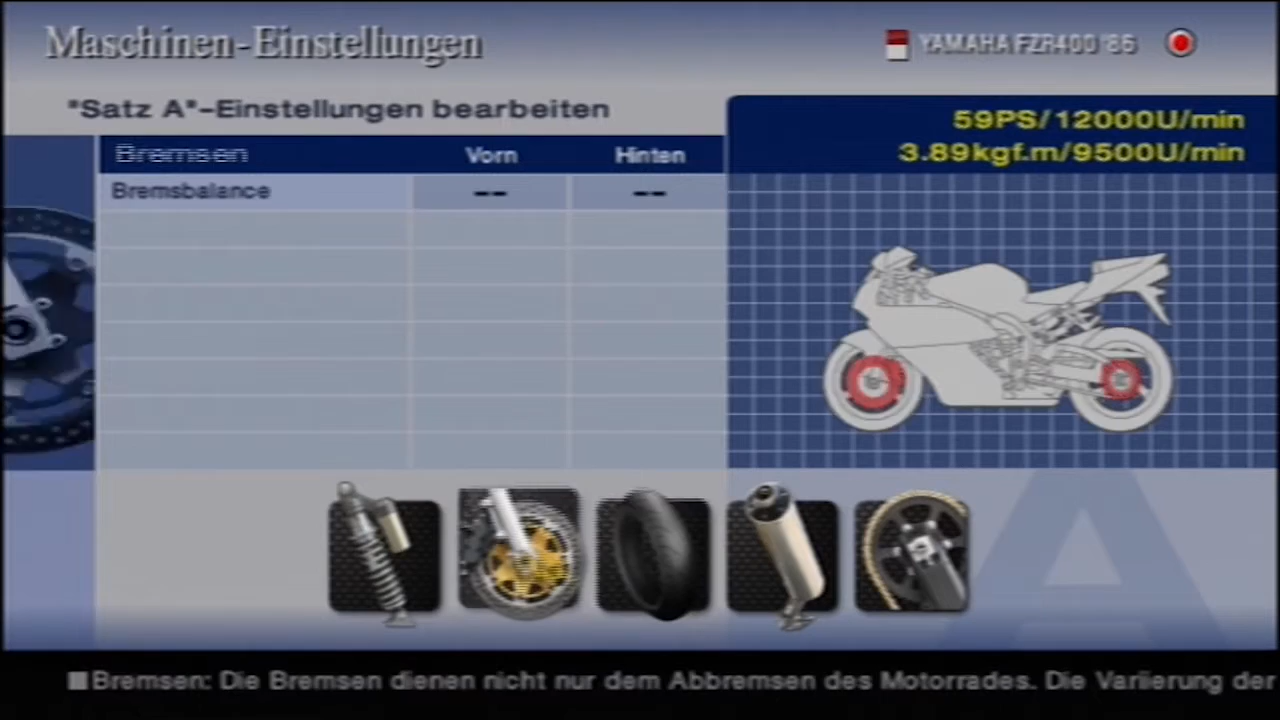 Maschinen-Einstellungen
YAMAHA FZR400 '86
"Satz A"-Einstellungen bearbeiten
59PS/12000U/min
3.89kgf.m/9500U/min
Bremsen Vorn Hinten
Bremsbalance -- --
A
■Bremsen: Die Bremsen dienen nicht nur dem Abbremsen des Motorrades. Die Variierung der